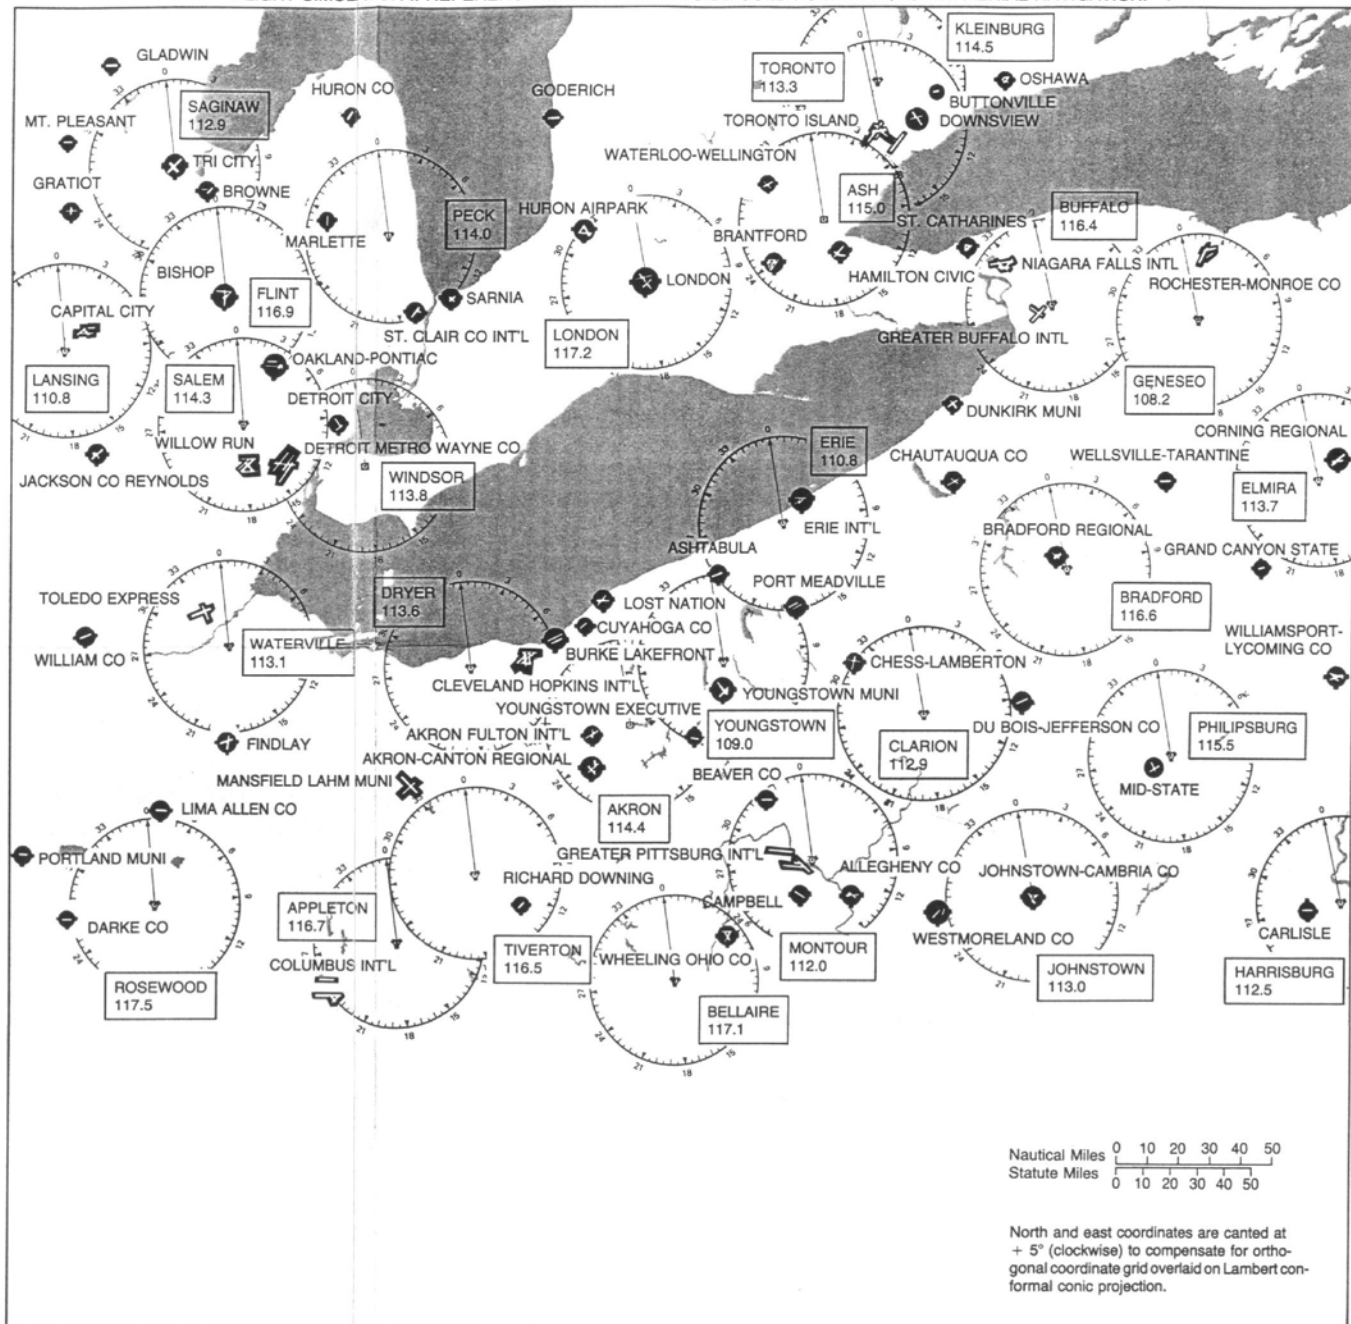 KLEINBURG
114.5
GLADWIN
TORONTO
113.3
OSHAWA
SAGINAW
112.9
HURON CO
GODERICH
BUTTONVILLE
DOWNSVIEW
MT. PLEASANT
TORONTO ISLAND
WATERLOO-WELLINGTON
TRI CITY
GRATIOT
BROWNE
ASH
115.0
PECK
114.0
HURON AIRPARK
BUFFALO
116.4
ST. CATHARINES
MARLETTE
BRANTFORD
NIAGARA FALLS INTL
HAMILTON CIVIC
ROCHESTER-MONROE CO
BISHOP
FLINT
116.9
LONDON
SARNIA
CAPITAL CITY
ST. CLAIR CO INT'L
LONDON
117.2
GREATER BUFFALO INTL
OAKLAND-PONTIAC
LANSING
110.8
SALEM
114.3
GENESEO
108.2
DETROIT CITY
DUNKIRK MUNI
CORNING REGIONAL
WILLOW RUN
DETROIT METRO WAYNE CO
ERIE
110.8
CHAUTAUQUA CO
WELLSVILLE-TARANTINE
JACKSON CO REYNOLDS
WINDSOR
113.8
ELMIRA
113.7
ERIE INT'L
BRADFORD REGIONAL
ASHTABULA
GRAND CANYON STATE
PORT MEADVILLE
DRYER
113.6
BRADFORD
116.6
TOLEDO EXPRESS
LOST NATION
CUYAHOGA CO
WILLIAMSPORT-
LYCOMING CO
WATERVILLE
113.1
WILLIAM CO
BURKE LAKEFRONT
CHESS-LAMBERTON
CLEVELAND HOPKINS INT'L
YOUNGSTOWN MUNI
YOUNGSTOWN EXECUTIVE
DU BOIS-JEFFERSON CO
PHILIPSBURG
115.5
YOUNGSTOWN
109.0
FINDLAY
AKRON FULTON INT'L
CLARION
112.9
AKRON-CANTON REGIONAL
BEAVER CO
MANSFIELD LAHM MUNI
MID-STATE
LIMA ALLEN CO
AKRON
114.4
PORTLAND MUNI
GREATER PITTSBURG INT'L
ALLEGHENY CO
JOHNSTOWN-CAMBRIA CO
RICHARD DOWNING
APPLETON
116.7
CAMPBELL
DARKE CO
WESTMORELAND CO
CARLISLE
TIVERTON
116.5
WHEELING OHIO CO
MONTOUR
112.0
COLUMBUS INT'L
JOHNSTOWN
113.0
HARRISBURG
112.5
ROSEWOOD
117.5
BELLAIRE
117.1
Nautical Miles 0 10 20 30 40 50
Statute Miles 0 10 20 30 40 50
North and east coordinates are canted at
+ 5° (clockwise) to compensate for ortho-
gonal coordinate grid overlaid on Lambert con-
formal conic projection.